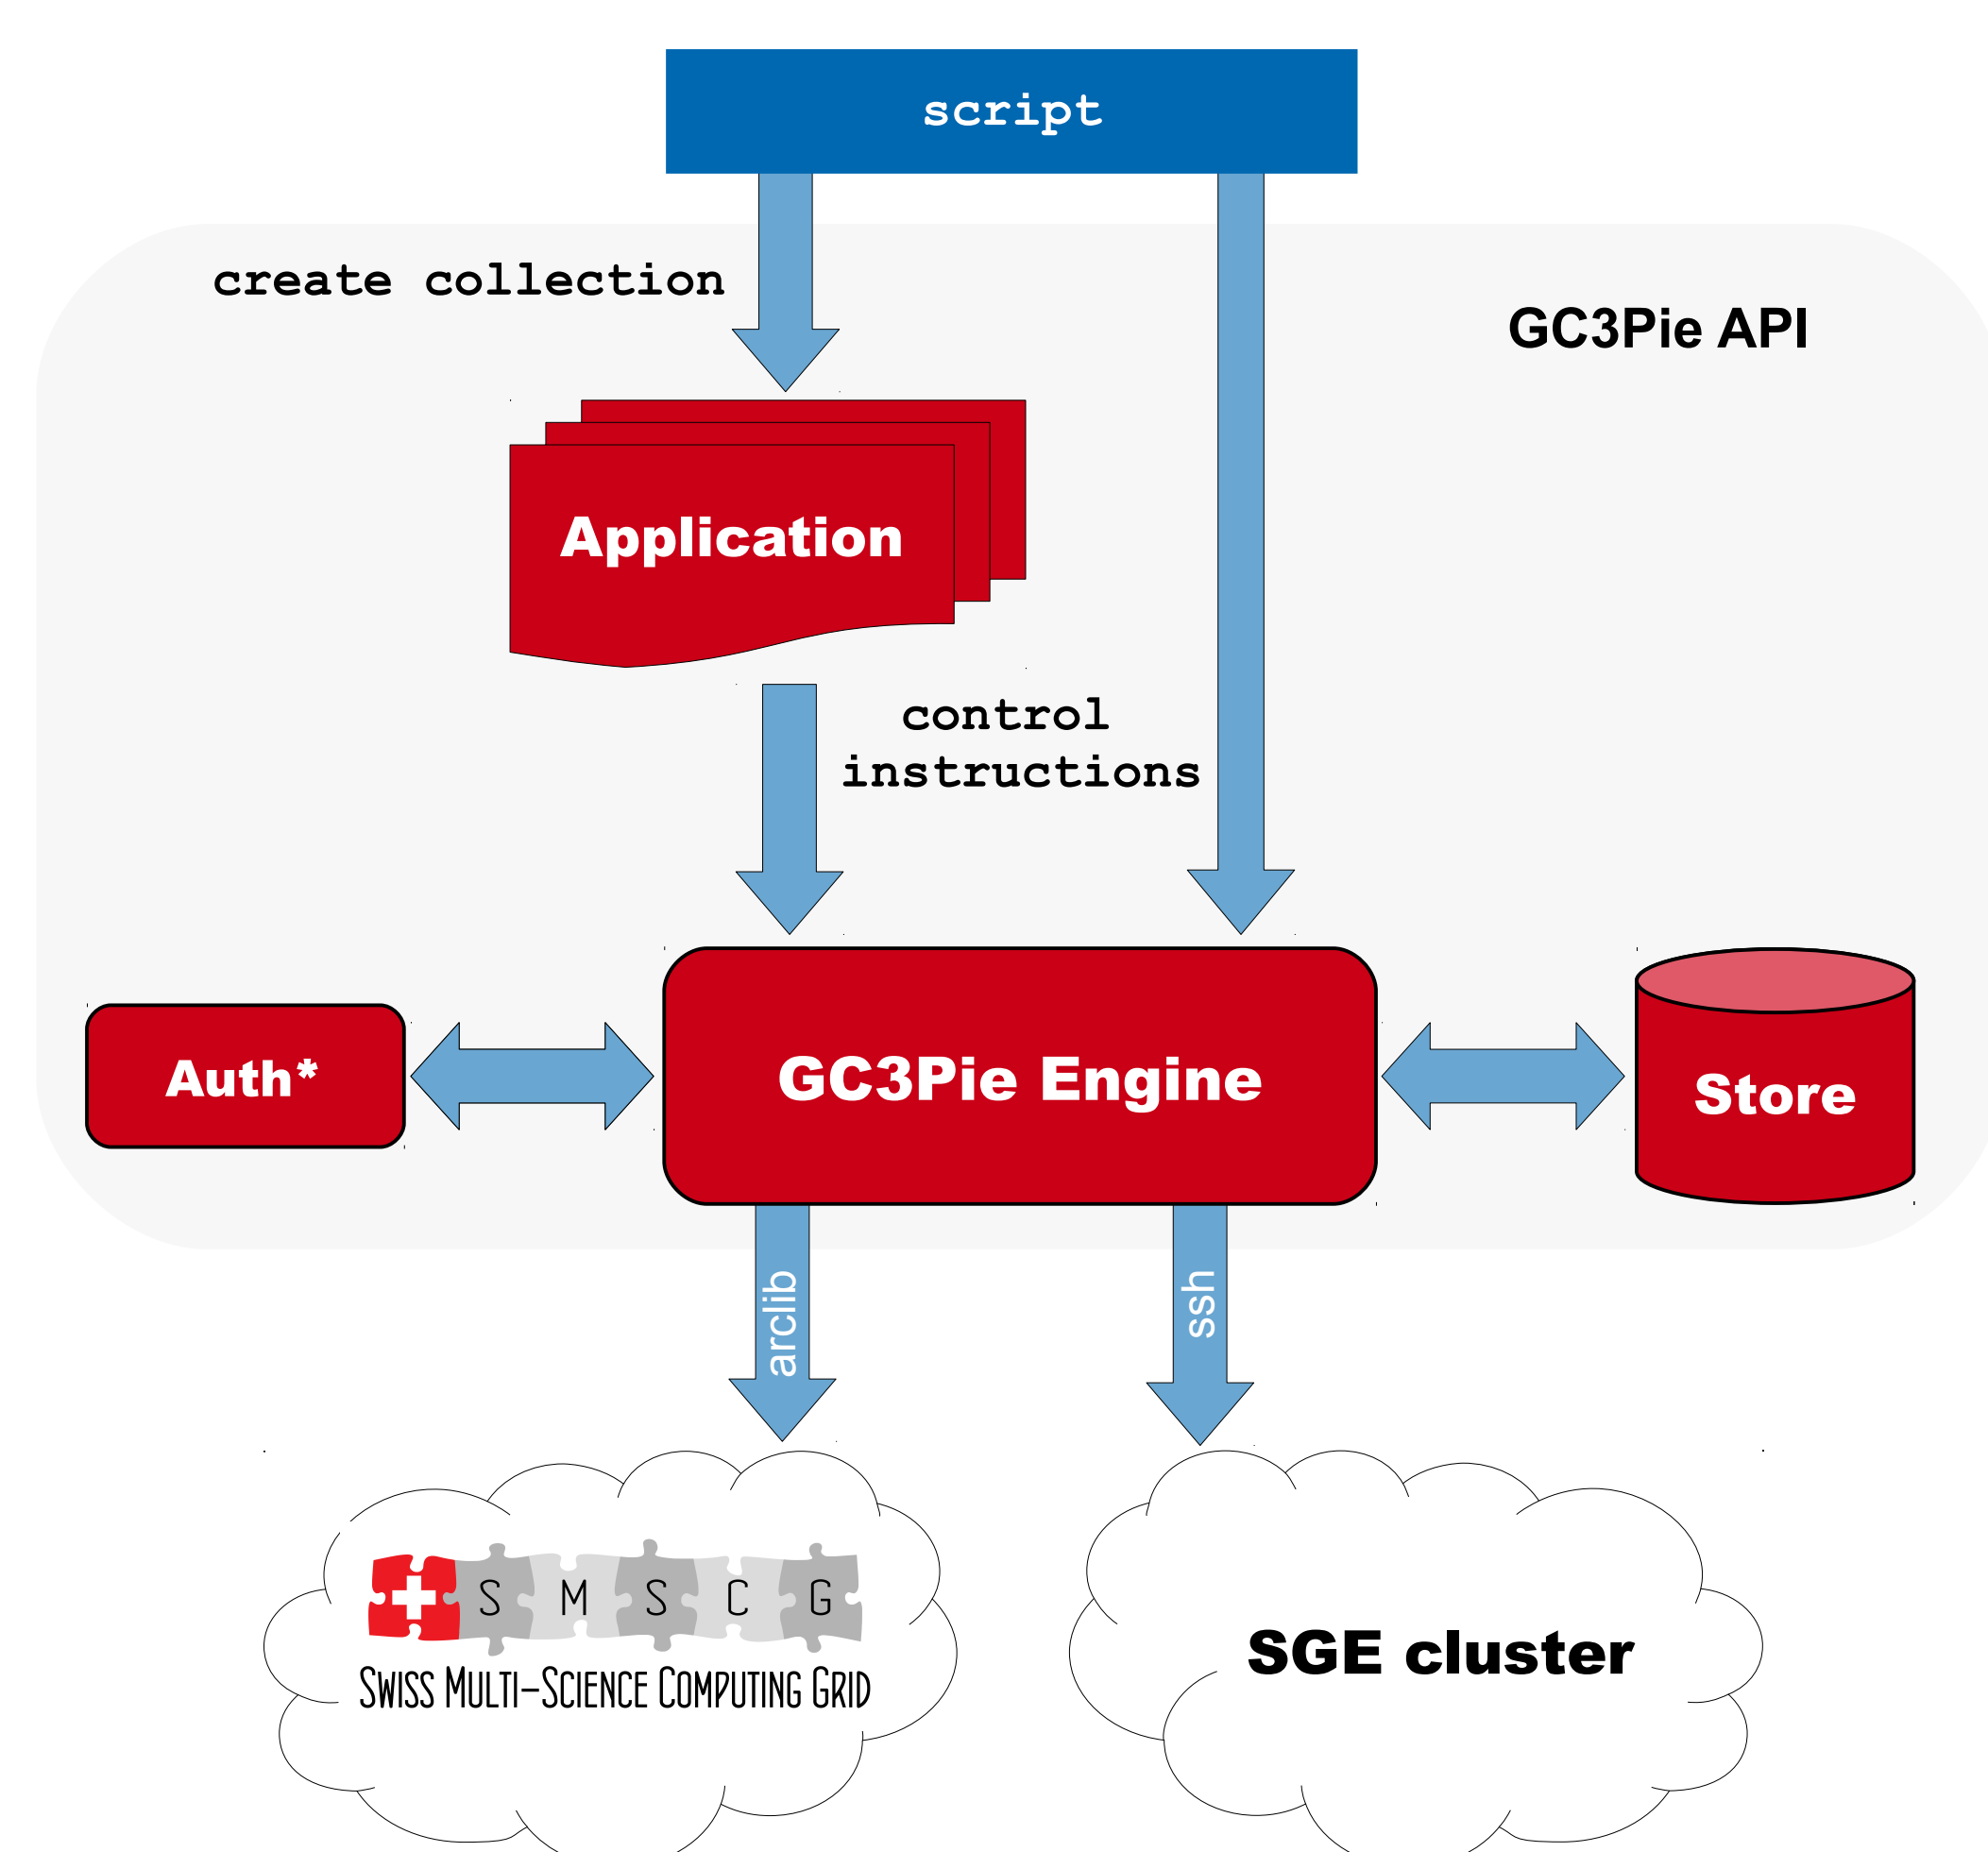 script
create collection
GC3Pie API
Application
control
instructions
Auth*
GC3Pie Engine
Store
arclib
ssh
S M S C G
Swiss Multi-Science Computing Grid
SGE cluster